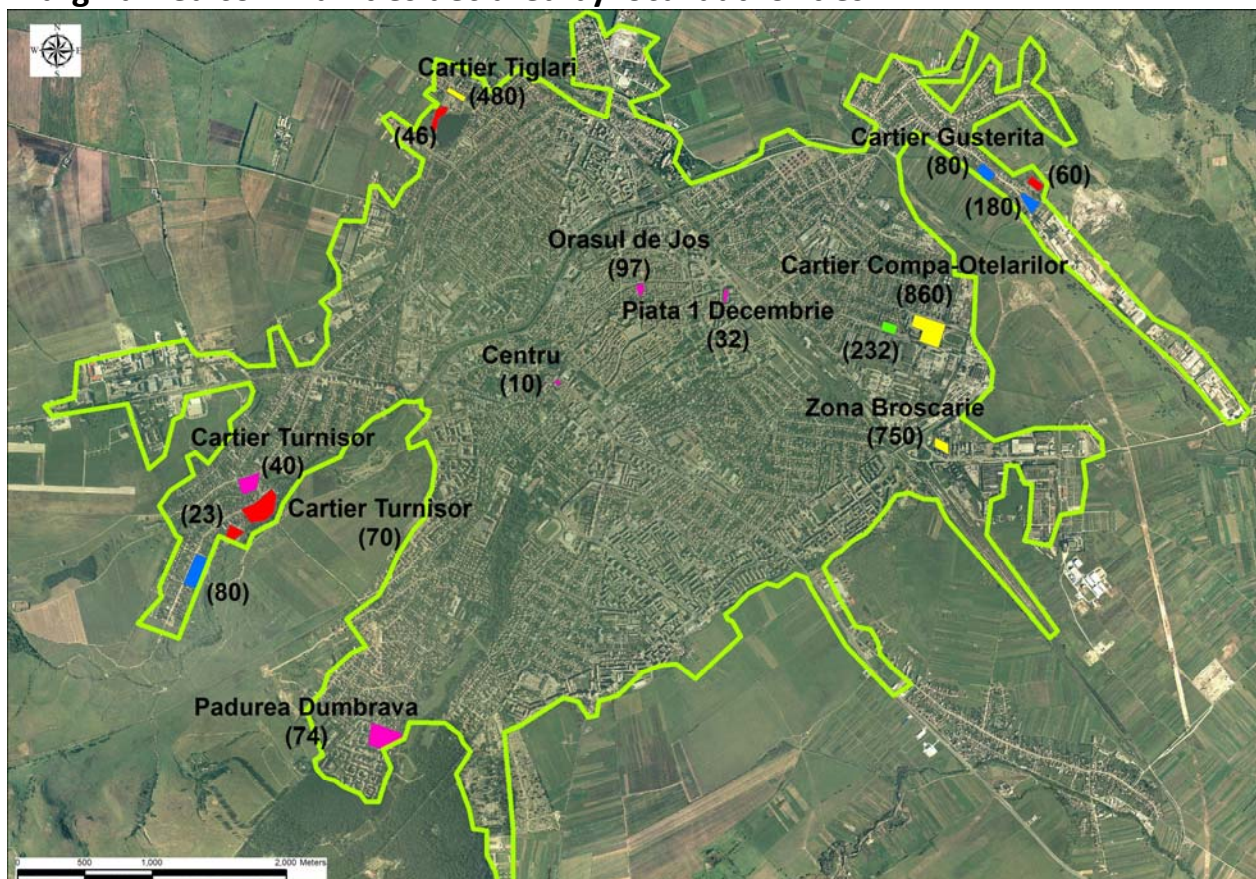 N
W E
S
Cartier Tiglari
(480)
(46)
Cartier Gusterita
(80)
(60)
(180)
Orasul de Jos
(97)
Cartier Compa-Otelarilor
(860)
Piata 1 Decembrie
(32)
(232)
Centru
(10)
Zona Broscarie
(750)
Cartier Turnisor
(40)
(23)
Cartier Turnisor
(70)
(80)
Padurea Dumbrava
(74)
0 500 1,000 2,000 Meters